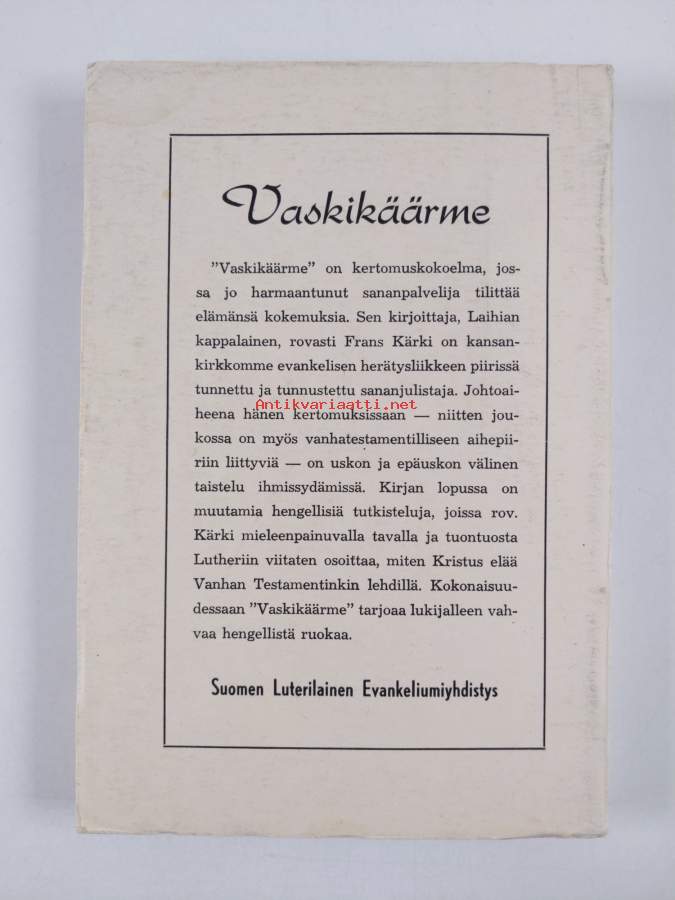 Vaskikäärme
"Vaskikäärme" on kertomuskokoelma, jos-
sa jo harmaantunut sananpalvelija tilittää
elämänsä kokemuksia. Sen kirjoittaja, Laihian
kappalainen, rovasti Frans Kärki on kansan-
kirkkomme evankelisen herätysliikkeen piirissä
tunnettu ja tunnustettu sananjulistaja. Johtoai-
Antikvariaatti.net
heena hänen kertomuksissaan — niitten jou-
kossa on myös vanhatestamentilliseen aihepii-
riin liittyviä — on uskon ja epäuskon välinen
taistelu ihmissydämissä. Kirjan lopussa on
muutamia hengellisiä tutkisteluja, joissa rov.
Kärki mieleenpainuvalla tavalla ja tuontuosta
Lutheriin viitaten osoittaa, miten Kristus elää
Vanhan Testamentinkin lehdillä. Kokonaisuu-
dessaan "Vaskikäärme" tarjoaa lukijalleen vah-
vaa hengellistä ruokaa.
Suomen Luterilainen Evankeliumiyhdistys